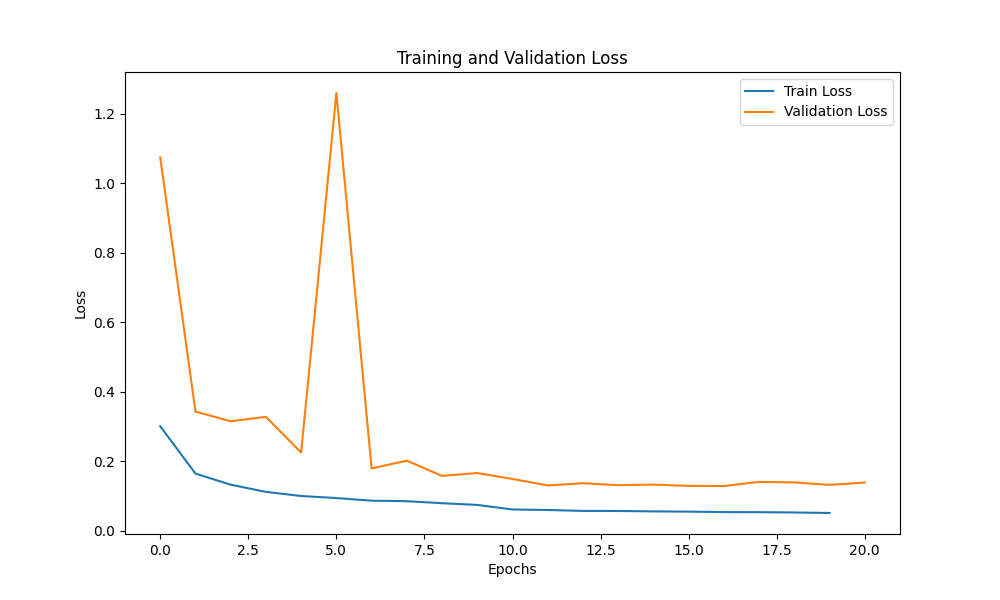 Training and Validation Loss
Train Loss
Validation Loss
1.2
1.0
0.8
0.6
0.4
0.2
0.0
Loss
0.0 2.5 5.0 7.5 10.0 12.5 15.0 17.5 20.0
Epochs